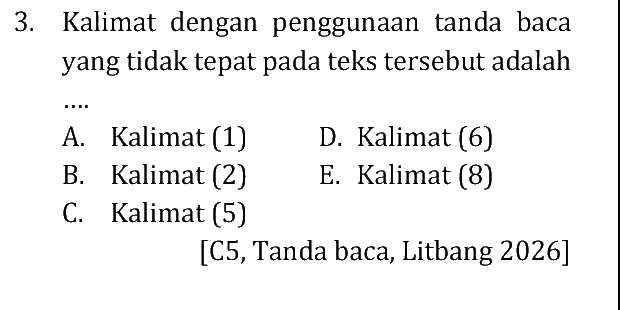 3. Kalimat dengan penggunaan tanda baca
yang tidak tepat pada teks tersebut adalah
....
A. Kalimat (1) D. Kalimat (6)
B. Kalimat (2) E. Kalimat (8)
C. Kalimat (5)
[C5, Tanda baca, Litbang 2026]